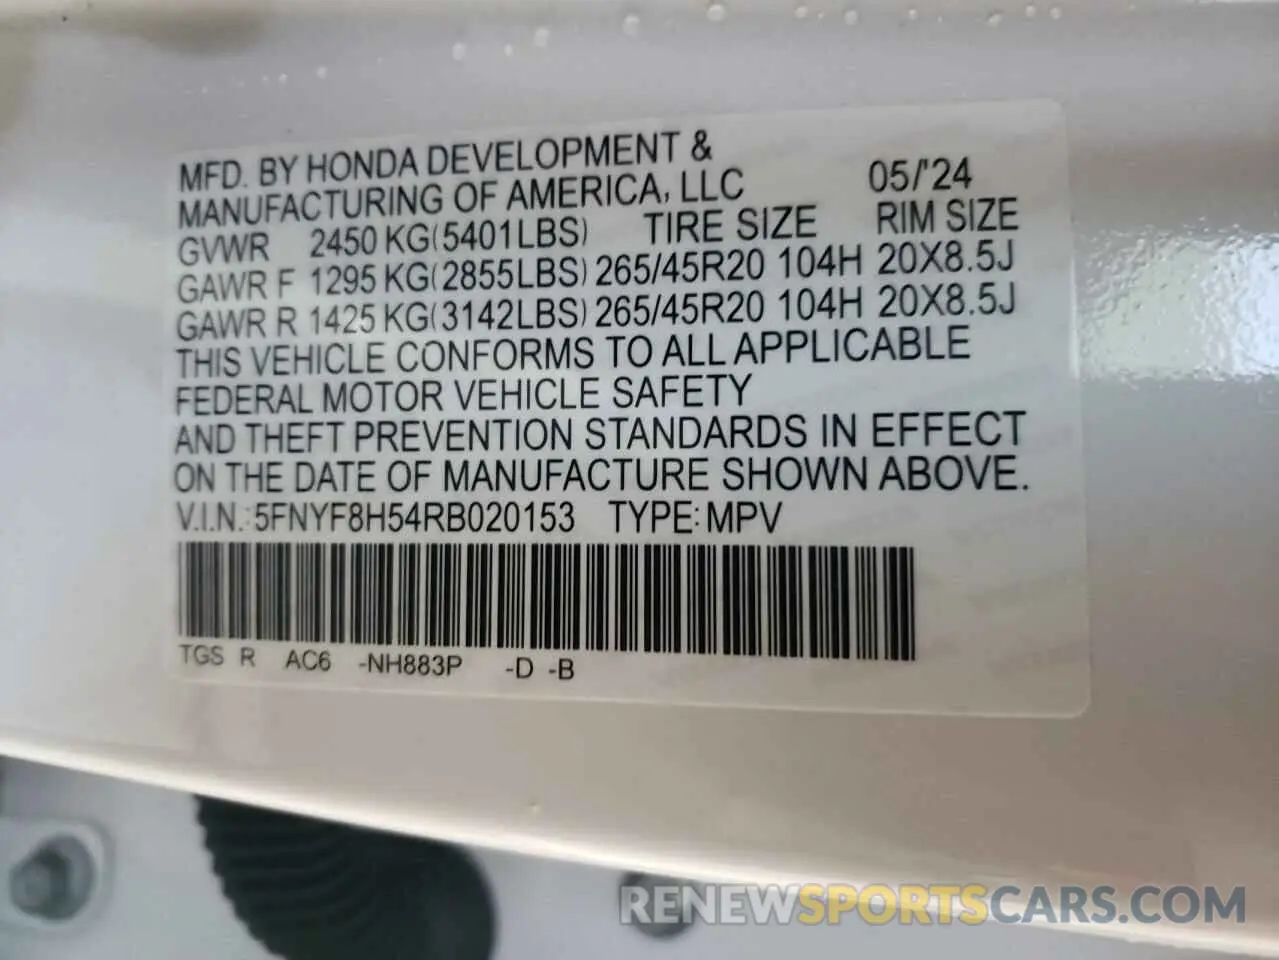 MFD. BY HONDA DEVELOPMENT &
MANUFACTURING OF AMERICA, LLC 05/'24
GVWR 2450 KG(5401LBS) TIRE SIZE RIM SIZE
GAWR F 1295 KG(2855LBS) 265/45R20 104H 20X8.5J
GAWR R 1425 KG(3142LBS) 265/45R20 104H 20X8.5J
THIS VEHICLE CONFORMS TO ALL APPLICABLE
FEDERAL MOTOR VEHICLE SAFETY
AND THEFT PREVENTION STANDARDS IN EFFECT
ON THE DATE OF MANUFACTURE SHOWN ABOVE.
V.I.N.: 5FNYF8H54RB020153 TYPE: MPV
TGS R AC6 -NH883P -D -B
RENEWSPORTSCARS.COM